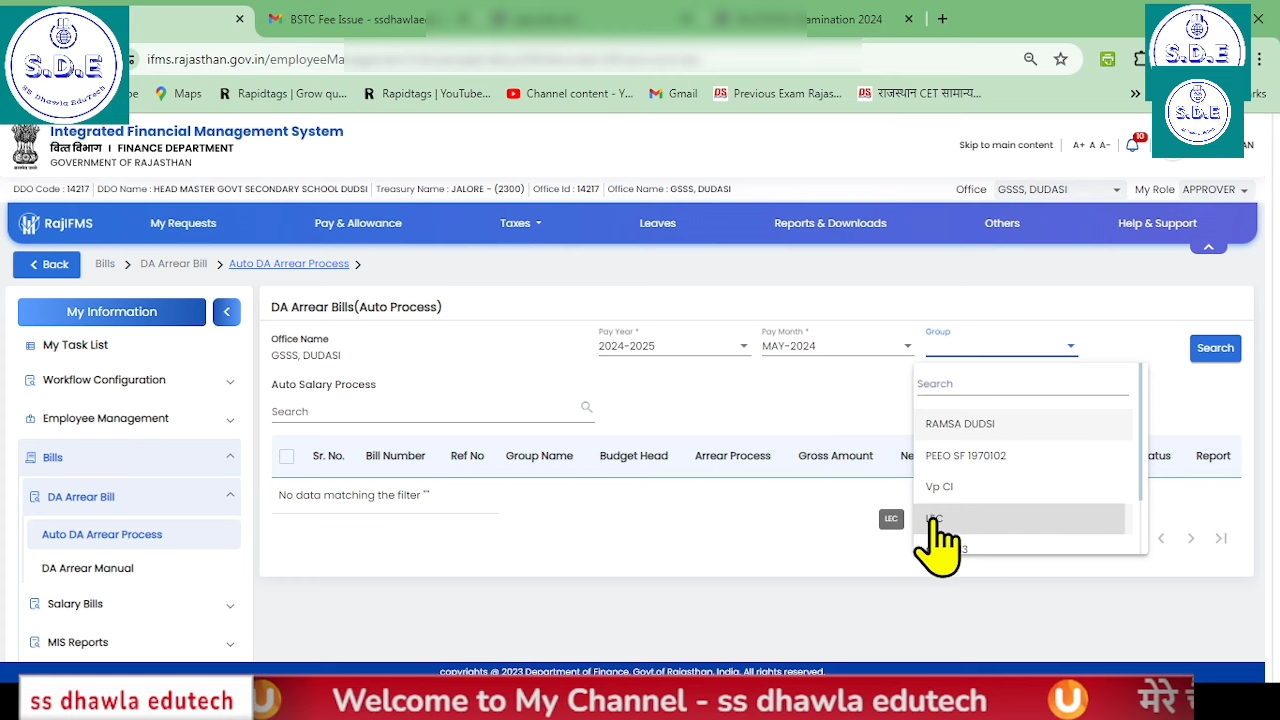 BSTC Fee Issue - ssdhawlaed
amination 2024
S.D.E
SS Dhawla EduTech
S.D.E
S.D.E
ifms.rajasthan.gov.in/employeeMa
Maps
Rapidtags | Grow qu...
Rapidtags | YouTub...
Channel content - Y...
Gmail
Previous Exam Rajas...
राजस्थान CET सामान्य...
Integrated Financial Management System
वित्त विभाग I FINANCE DEPARTMENT
GOVERNMENT OF RAJASTHAN
Skip to main content
A+ A A-
10
DDO Code : 14217 DDO Name : HEAD MASTER GOVT SECONDARY SCHOOL DUDSI Treasury Name : JALORE - (2300) Office Id : 14217 Office Name : GSSS, DUDASI
Office GSSS, DUDASI My Role APPROVER
RajIFMS My Requests Pay & Allowance Taxes Leaves Reports & Downloads Others Help & Support
Back Bills DA Arrear Bill Auto DA Arrear Process
My Information
My Task List
Workflow Configuration
Employee Management
Bills
DA Arrear Bill
Auto DA Arrear Process
DA Arrear Manual
Salary Bills
MIS Reports
DA Arrear Bills(Auto Process)
Office Name
GSSS, DUDASI
Pay Year *
2024-2025
Pay Month *
MAY-2024
Group
Search
Auto Salary Process
Search
Search
RAMSA DUDSI
PEEO SF 1970102
Vp CI
LEC
3
Sr. No. Bill Number Ref No Group Name Budget Head Arrear Process Gross Amount Ne atus Report
No data matching the filter ""
LEC
copyrights @ 2023 Department of Finance, Govt.of Rajasthan, India. All rights reserved.
ss dhawla edutech
Welcome to My Channel - ss dhawla edutech
मेरे